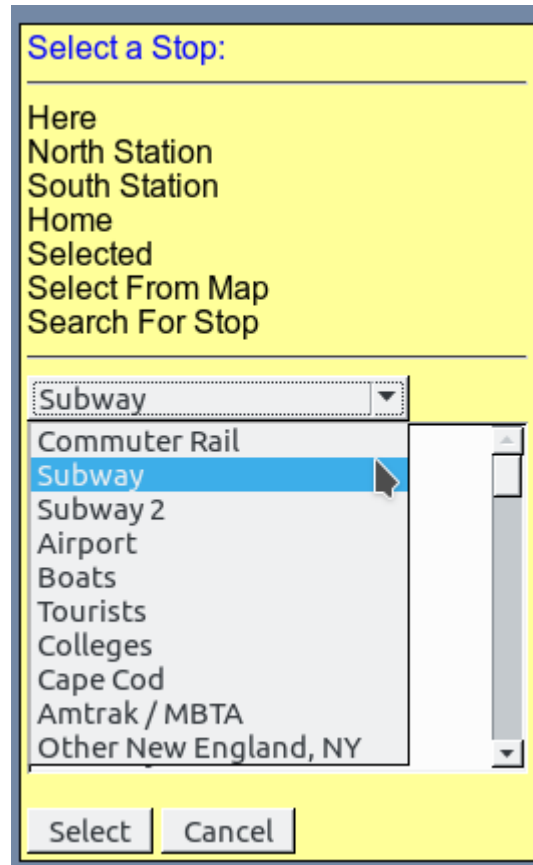 Select a Stop:
Here
North Station
South Station
Home
Selected
Select From Map
Search For Stop
Subway
Commuter Rail
Subway
Subway 2
Airport
Boats
Tourists
Colleges
Cape Cod
Amtrak / MBTA
Other New England, NY
Select
Cancel